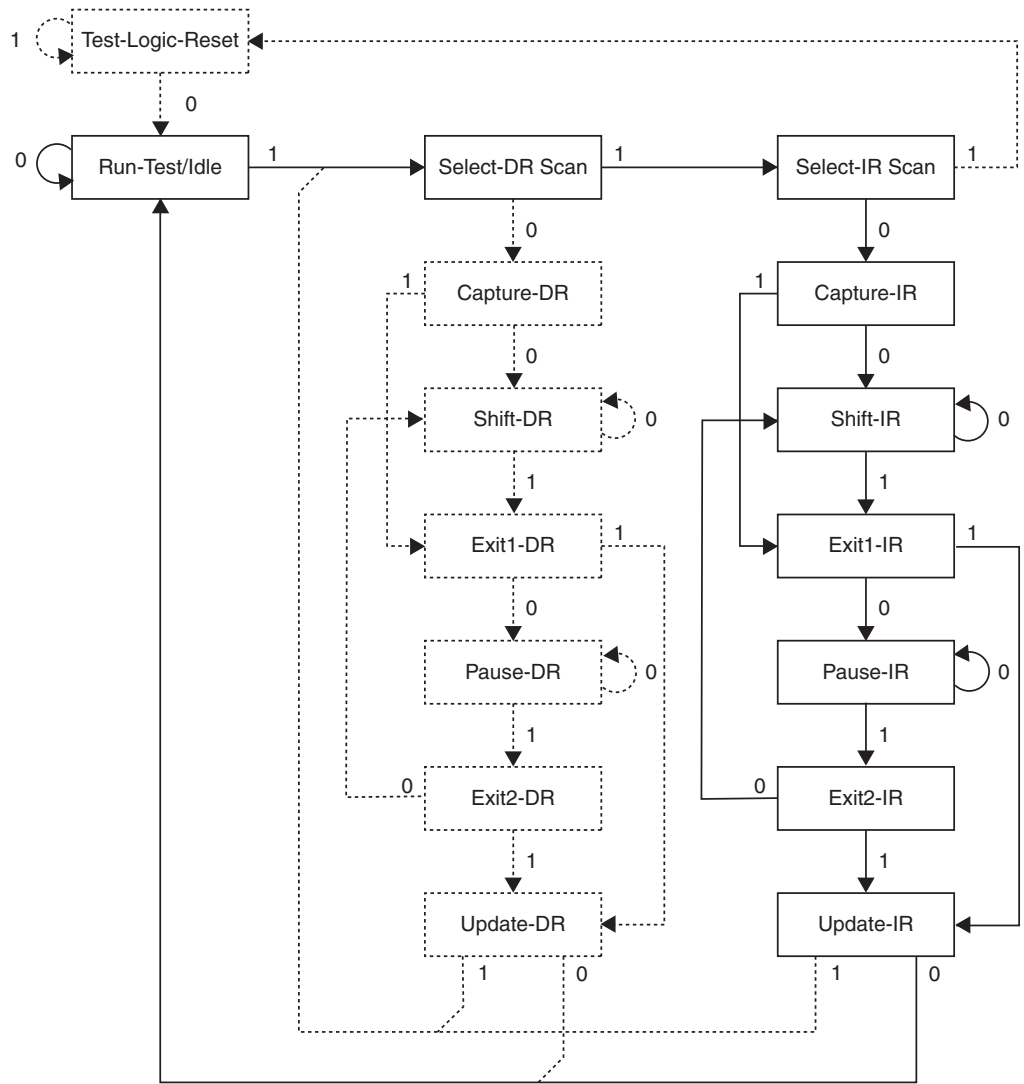 1
Test-Logic-Reset
0
0
Run-Test/Idle
1
Select-DR Scan
1
Select-IR Scan
1
0
0
1
Capture-DR
1
Capture-IR
0
0
Shift-DR
0
Shift-IR
0
1
1
Exit1-DR
1
Exit1-IR
1
0
0
Pause-DR
0
Pause-IR
0
1
1
0
Exit2-DR
0
Exit2-IR
1
1
Update-DR
Update-IR
1
0
1
0